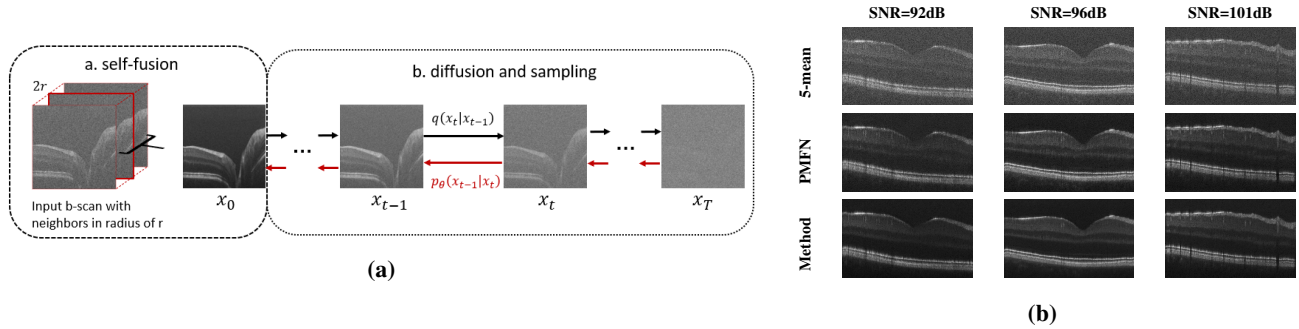 a. self-fusion
2r
Input b-scan with
neighbors in radius of r
x_0
b. diffusion and sampling
...
x_{t−1}
q(x_t|x_{t−1})
p_θ(x_{t−1}|x_t)
x_t
...
x_T
(a)
SNR=92dB SNR=96dB SNR=101dB
5-mean
PMFN
Method
(b)